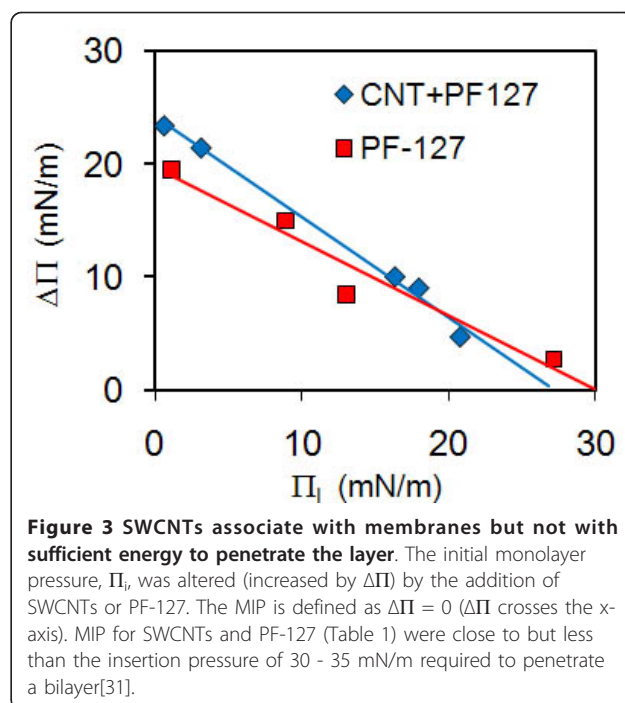 30
20
10
0
ΔΠ (mN/m)
CNT+PF127
PF-127
0 10 20 30
Π_I (mN/m)
Figure 3 SWCNTs associate with membranes but not with
sufficient energy to penetrate the layer. The initial monolayer
pressure, Π_i, was altered (increased by ΔΠ) by the addition of
SWCNTs or PF-127. The MIP is defined as ΔΠ = 0 (ΔΠ crosses the x-
axis). MIP for SWCNTs and PF-127 (Table 1) were close to but less
than the insertion pressure of 30 - 35 mN/m required to penetrate
a bilayer[31].